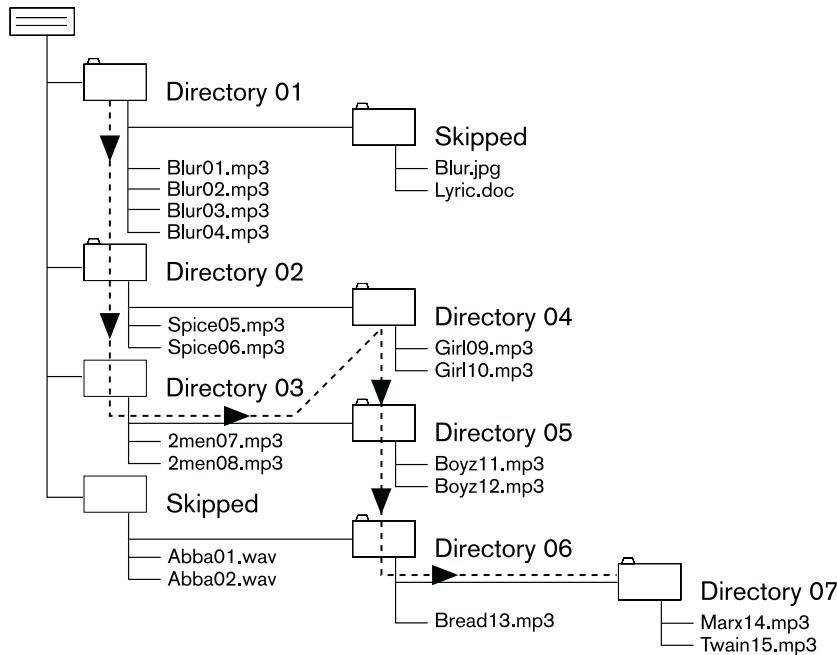 Directory 01
Skipped
Blur01.mp3
Blur02.mp3
Blur03.mp3
Blur04.mp3
Blur.jpg
Lyric.doc
Directory 02
Spice05.mp3
Spice06.mp3
Directory 04
Girl09.mp3
Girl10.mp3
Directory 03
2men07.mp3
2men08.mp3
Directory 05
Boyz11.mp3
Boyz12.mp3
Skipped
Abba01.wav
Abba02.wav
Directory 06
Bread13.mp3
Directory 07
Marx14.mp3
Twain15.mp3